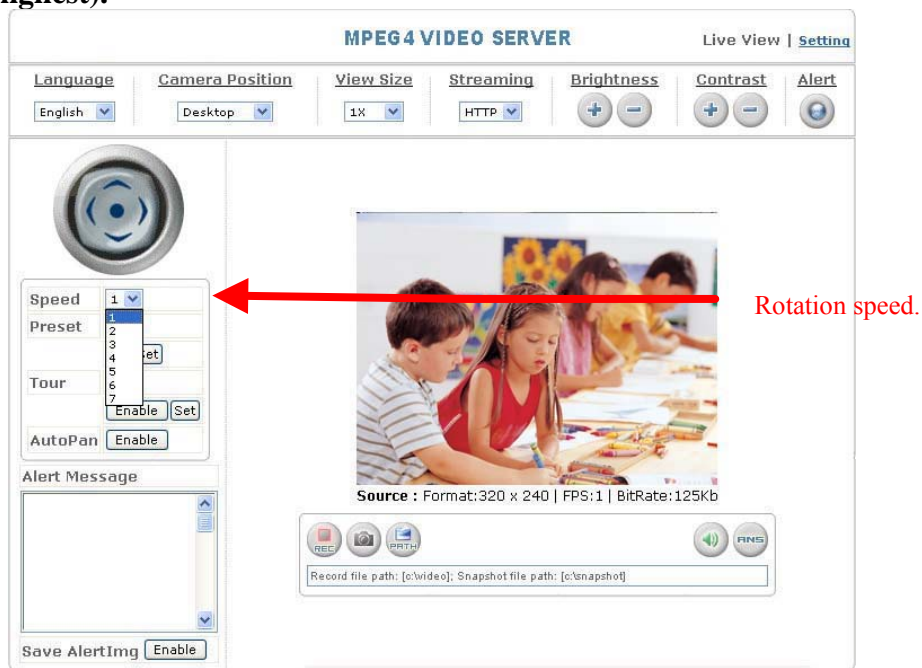 MPEG4 VIDEO SERVER Live View | Setting
Language Camera Position View Size Streaming Brightness Contrast Alert
English Desktop 1X HTTP
Speed 1
1
2
3
4
5
6
7
Preset
Set
Tour
Enable Set
AutoPan Enable
Rotation speed.
Alert Message
Source : Format:320 x 240 | FPS:1 | BitRate:125Kb
REC PATH ANS
Record file path: [c:\video]; Snapshot file path: [c:\snapshot]
Save AlertImg Enable